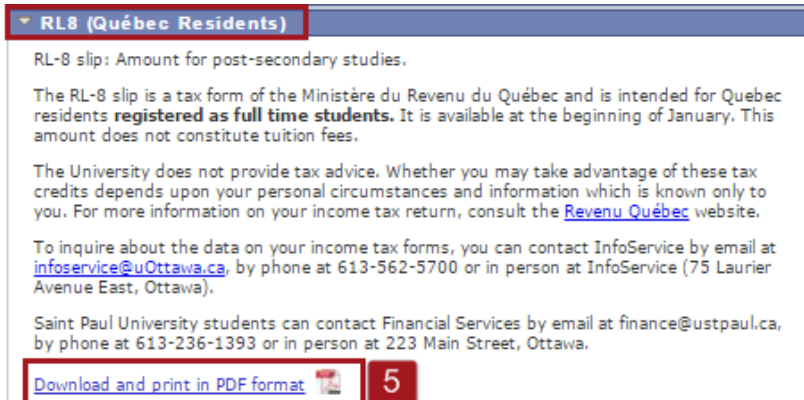 RL8 (Québec Residents)
RL-8 slip: Amount for post-secondary studies.
The RL-8 slip is a tax form of the Ministère du Revenu du Québec and is intended for Quebec
residents registered as full time students. It is available at the beginning of January. This
amount does not constitute tuition fees.
The University does not provide tax advice. Whether you may take advantage of these tax
credits depends upon your personal circumstances and information which is known only to
you. For more information on your income tax return, consult the Revenu Québec website.
To inquire about the data on your income tax forms, you can contact InfoService by email at
infoservice@uOttawa.ca, by phone at 613-562-5700 or in person at InfoService (75 Laurier
Avenue East, Ottawa).
Saint Paul University students can contact Financial Services by email at finance@ustpaul.ca,
by phone at 613-236-1393 or in person at 223 Main Street, Ottawa.
Download and print in PDF format 5